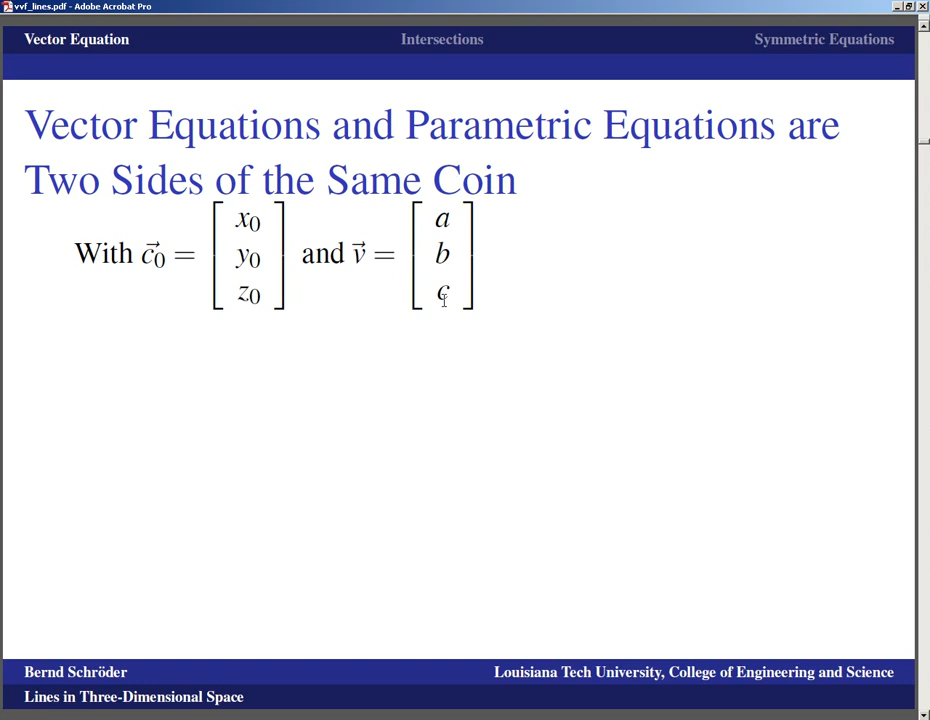 vvf_lines.pdf - Adobe Acrobat Pro
Vector Equation Intersections Symmetric Equations
Vector Equations and Parametric Equations are
Two Sides of the Same Coin
With c⃗₀ = [ x₀ y₀ z₀ ] and v⃗ = [ a b c ]
Bernd Schröder Louisiana Tech University, College of Engineering and Science
Lines in Three-Dimensional Space